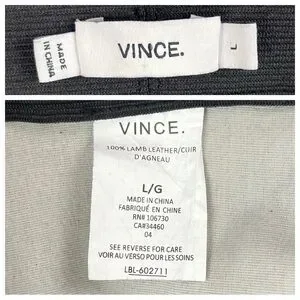 MADE
IN CHINA
VINCE.
L
VINCE.
100% LAMB LEATHER/CUIR
D'AGNEAU
L/G
MADE IN CHINA
FABRIQUÉ EN CHINE
RN# 106730
CA#34460
04
SEE REVERSE FOR CARE
VOIR AU VERSO POUR LES SOINS
LBL-602711